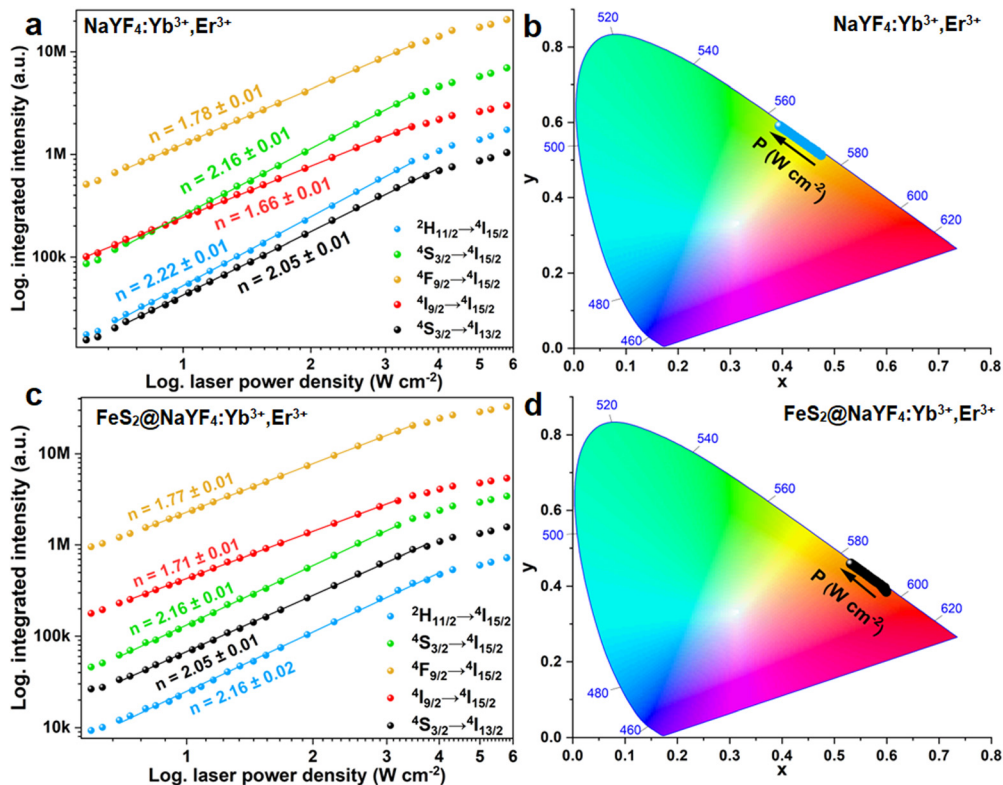 a
NaYF₄:Yb³⁺,Er³⁺
Log. integrated intensity (a.u.)
10M
1M
100k
n = 1.78 ± 0.01
n = 2.16 ± 0.01
n = 1.66 ± 0.01
n = 2.22 ± 0.01
n = 2.05 ± 0.01
²H₁₁/₂→⁴I₁₅/₂
⁴S₃/₂→⁴I₁₅/₂
⁴F₉/₂→⁴I₁₅/₂
⁴I₉/₂→⁴I₁₅/₂
⁴S₃/₂→⁴I₁₃/₂
1 2 3 4 5 6
Log. laser power density (W cm⁻²)
b
NaYF₄:Yb³⁺,Er³⁺
y
0.8
0.6
0.4
0.2
0.0
520
540
560
500
580
600
620
480
460
P (W cm⁻²)
0.0 0.1 0.2 0.3 0.4 0.5 0.6 0.7 0.8
x
c
FeS₂@NaYF₄:Yb³⁺,Er³⁺
Log. integrated intensity (a.u.)
10M
1M
100k
10k
n = 1.77 ± 0.01
n = 1.71 ± 0.01
n = 2.16 ± 0.01
n = 2.05 ± 0.01
n = 2.16 ± 0.02
²H₁₁/₂→⁴I₁₅/₂
⁴S₃/₂→⁴I₁₅/₂
⁴F₉/₂→⁴I₁₅/₂
⁴I₉/₂→⁴I₁₅/₂
⁴S₃/₂→⁴I₁₃/₂
1 2 3 4 5 6
Log. laser power density (W cm⁻²)
d
FeS₂@NaYF₄:Yb³⁺,Er³⁺
y
0.8
0.6
0.4
0.2
0.0
520
540
560
500
580
600
620
480
460
P (W cm⁻²)
0.0 0.1 0.2 0.3 0.4 0.5 0.6 0.7 0.8
x